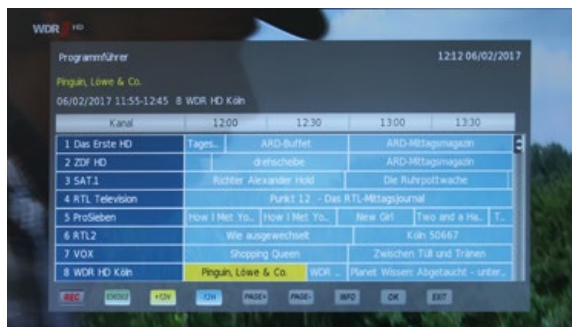 WDR HD
Programmführer 12:12 06/02/2017
Pinguin, Löwe & Co.
06/02/2017 11:55-12:45 8 WDR HD Köln
Kanal 12:00 12:30 13:00 13:30
1 Das Erste HD Tages.. ARD-Buffet ARD-Mittagsmagazin
2 ZDF HD drehscheibe ARD-Mittagsmagazin
3 SAT.1 Richter Alexander Hold Die Ruhrpottwache
4 RTL Television Punkt 12 - Das RTL-Mittagsjournal
5 ProSieben How I Met Yo.. How I Met Yo.. New Girl Two and a Ha.. T..
6 RTL2 Wie ausgewechselt Köln 50667
7 VOX Shopping Queen Zwischen Tüll und Tränen
8 WDR HD Köln Pinguin, Löwe & Co. WDR .. Planet Wissen: Abgetaucht - unter..
REC +12H -12H PAGE+ PAGE- INFO OK EXIT